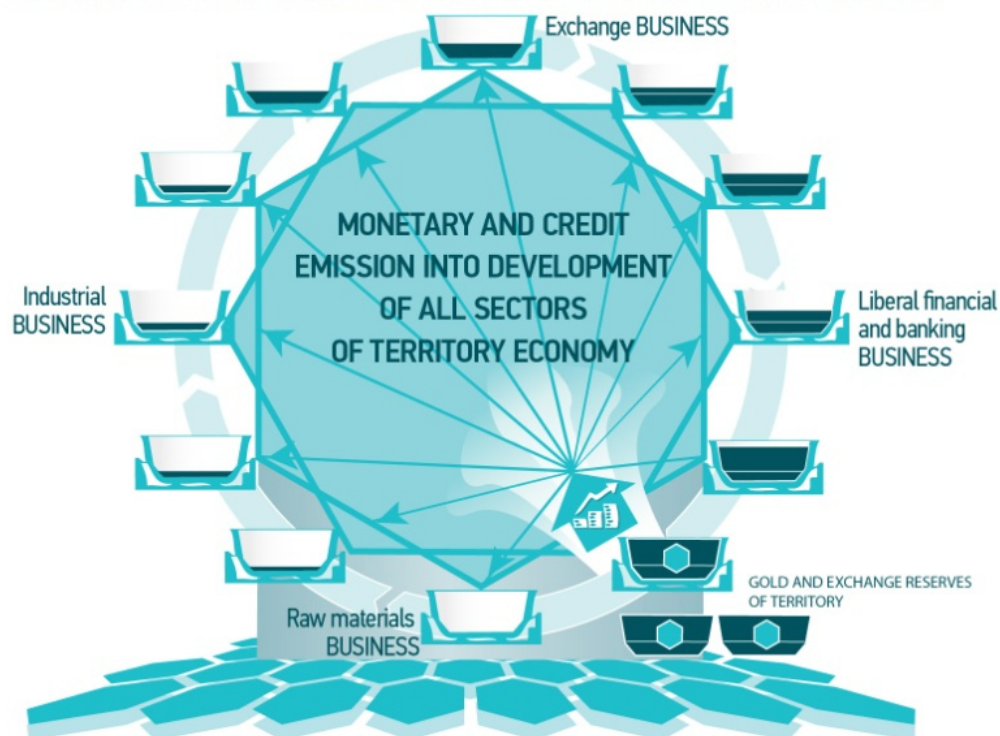 Exchange BUSINESS
MONETARY AND CREDIT
EMISSION INTO DEVELOPMENT
OF ALL SECTORS
OF TERRITORY ECONOMY
Industrial
BUSINESS
Liberal financial
and banking
BUSINESS
GOLD AND EXCHANGE RESERVES
OF TERRITORY
Raw materials
BUSINESS